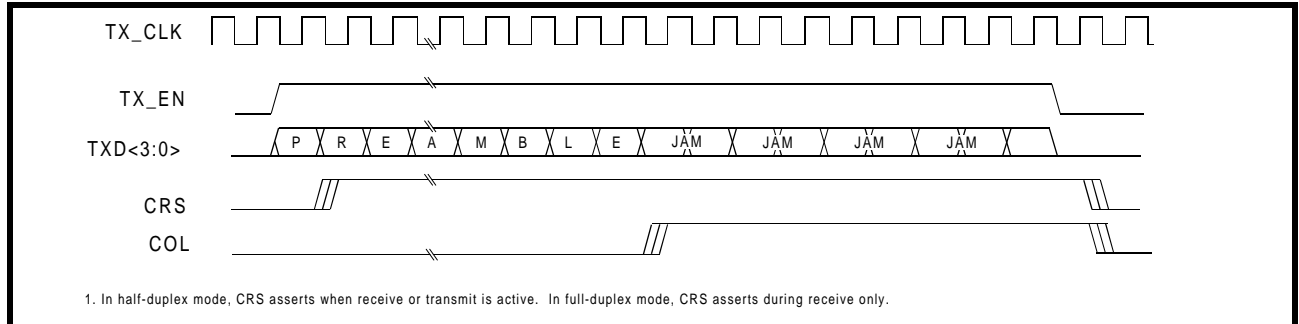 TX_CLK
TX_EN
TXD<3:0>
P R E A M B L E JAM JAM JAM JAM
CRS
COL
1. In half-duplex mode, CRS asserts when receive or transmit is active. In full-duplex mode, CRS asserts during receive only.